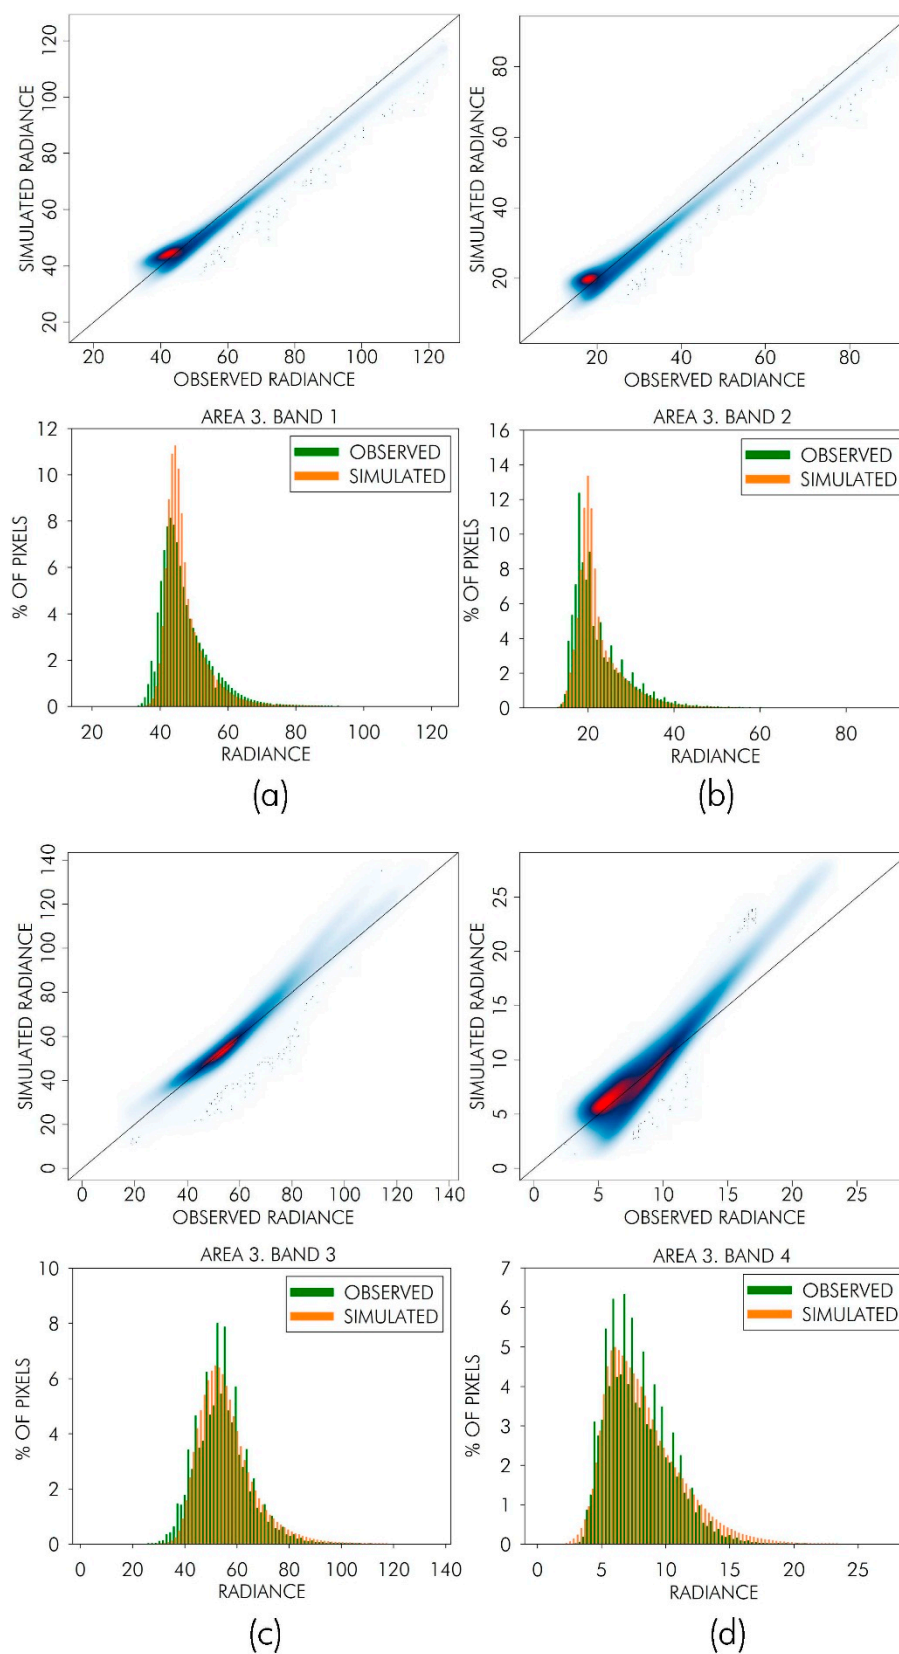 120
100
80
60
40
20
SIMULATED RADIANCE
20 40 60 80 100 120
OBSERVED RADIANCE
80
60
40
20
SIMULATED RADIANCE
20 40 60 80
OBSERVED RADIANCE
AREA 3. BAND 1
12
10
8
6
4
2
0
% OF PIXELS
OBSERVED
SIMULATED
20 40 60 80 100 120
RADIANCE
(a)
AREA 3. BAND 2
16
14
12
10
8
6
4
2
0
% OF PIXELS
OBSERVED
SIMULATED
20 40 60 80
RADIANCE
(b)
140
120
100
80
60
40
20
0
SIMULATED RADIANCE
0 20 40 60 80 100 120 140
OBSERVED RADIANCE
25
20
15
10
5
0
SIMULATED RADIANCE
0 5 10 15 20 25
OBSERVED RADIANCE
AREA 3. BAND 3
10
8
6
4
2
0
% OF PIXELS
OBSERVED
SIMULATED
0 20 40 60 80 100 120 140
RADIANCE
(c)
AREA 3. BAND 4
7
6
5
4
3
2
1
0
% OF PIXELS
OBSERVED
SIMULATED
0 5 10 15 20 25
RADIANCE
(d)